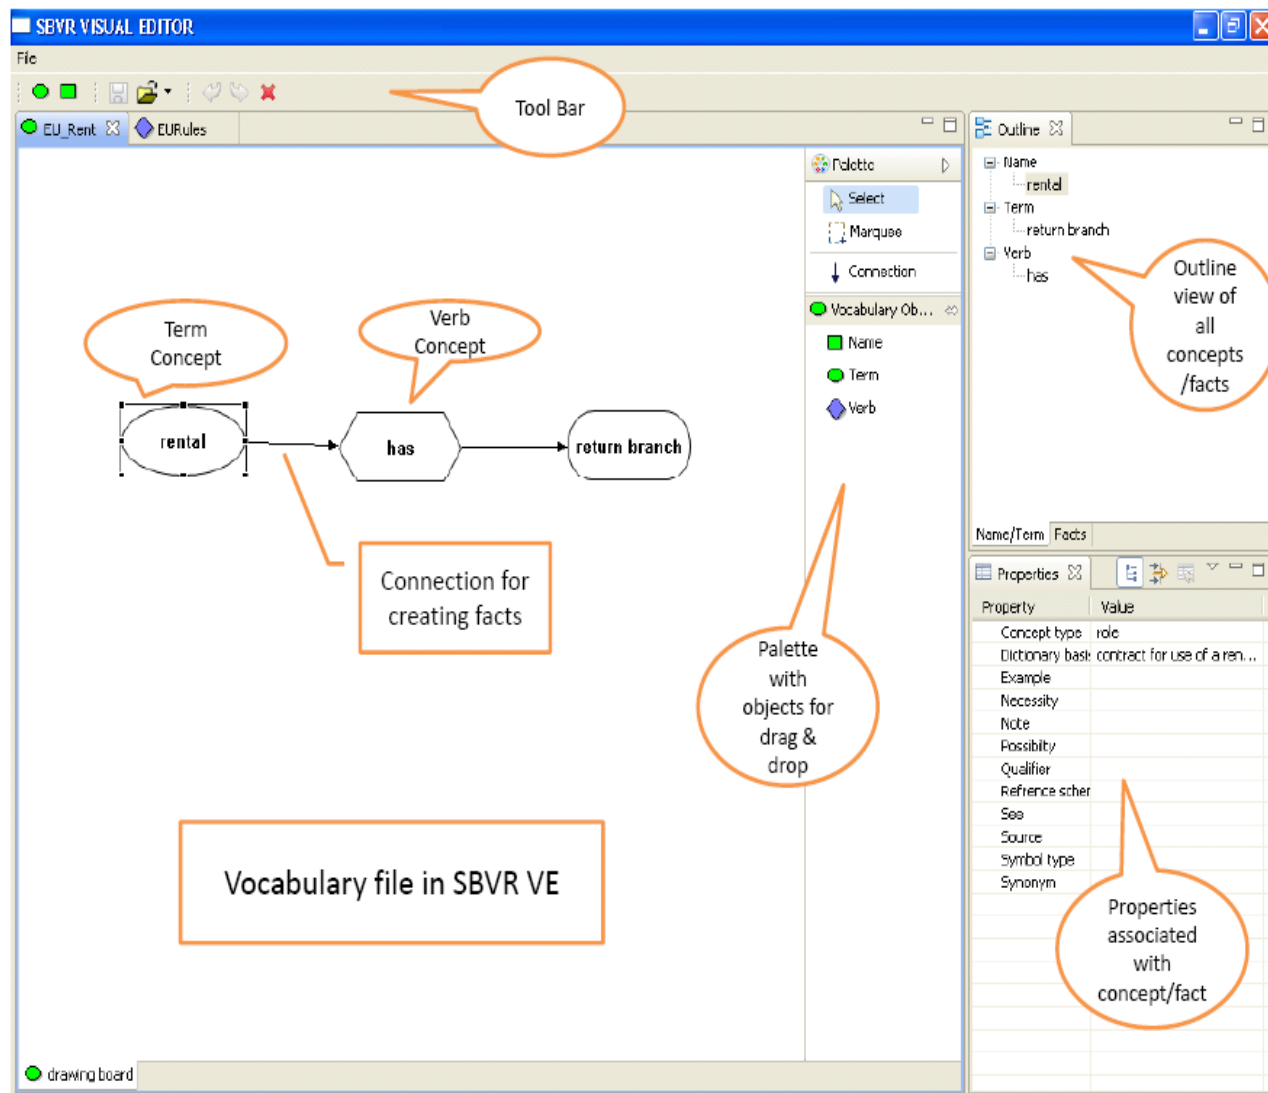 SBVR VISUAL EDITOR
File
Tool Bar
EU_Rent
EURules
Palette
Select
Marquee
Connection
Vocabulary Ob...
Name
Term
Verb
Outline
Name
rental
Term
return branch
Verb
has
Outline
view of
all
concepts
/facts
Term
Concept
Verb
Concept
rental
has
return branch
Connection for
creating facts
Palette
with
objects for
drag &
drop
Vocabulary file in SBVR VE
Name/Term Facts
Properties
Property Value
Concept type role
Dictionary basis contract for use of a ren...
Example
Necessity
Note
Possibilty
Qualifier
Refrence scher
See
Source
Symbol type
Synonym
Properties
associated
with
concept/fact
drawing board